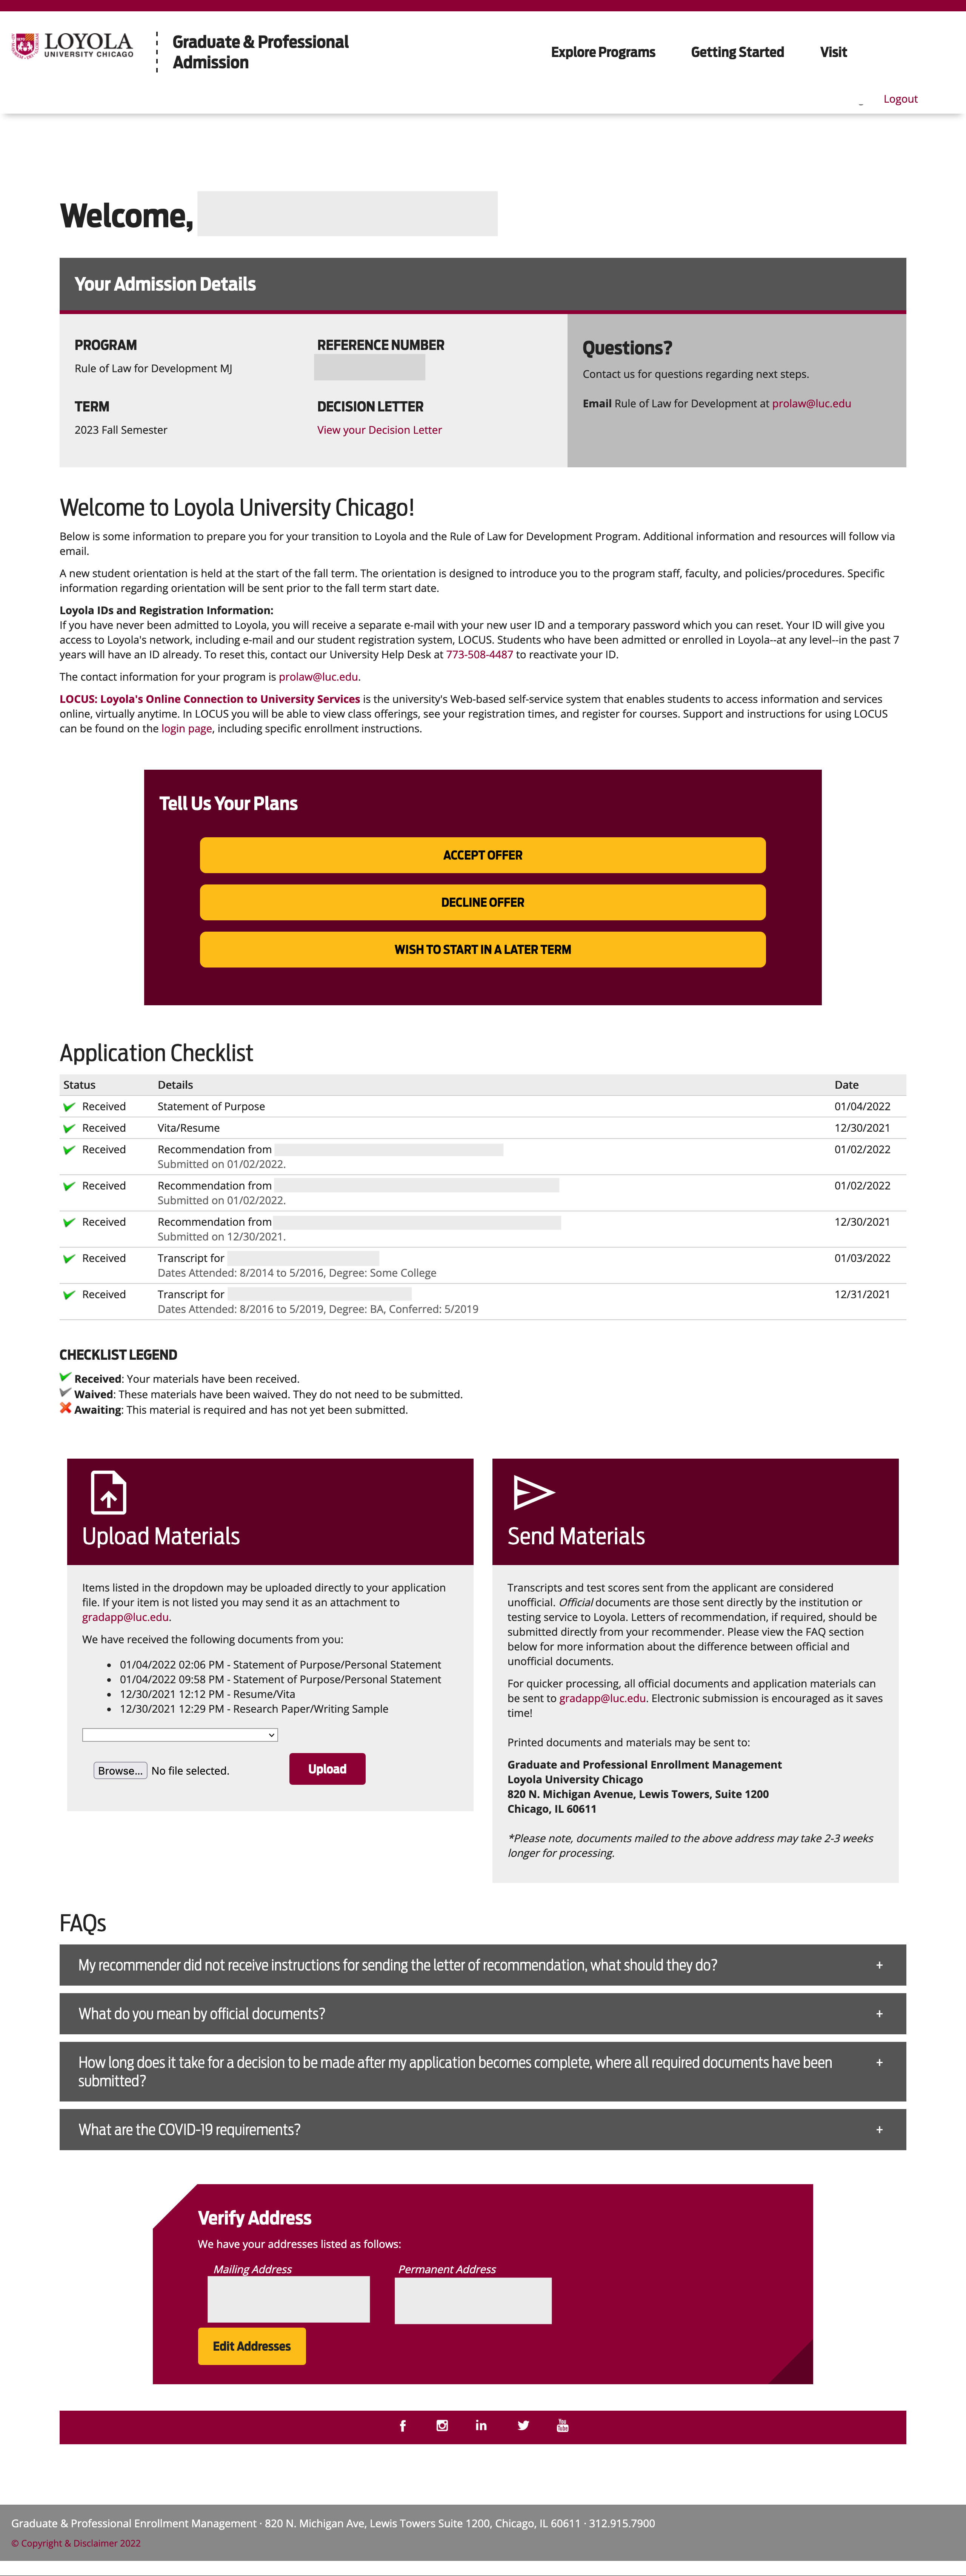 LOYOLA
UNIVERSITY CHICAGO
Graduate & Professional
Admission
Explore Programs
Getting Started
Visit
Logout
Welcome,
Your Admission Details
PROGRAM
Rule of Law for Development MJ
REFERENCE NUMBER
TERM
2023 Fall Semester
DECISION LETTER
View your Decision Letter
Questions?
Contact us for questions regarding next steps.
Email Rule of Law for Development at prolaw@luc.edu
Welcome to Loyola University Chicago!
Below is some information to prepare you for your transition to Loyola and the Rule of Law for Development Program. Additional information and resources will follow via
email.
A new student orientation is held at the start of the fall term. The orientation is designed to introduce you to the program staff, faculty, and policies/procedures. Specific
information regarding orientation will be sent prior to the fall term start date.
Loyola IDs and Registration Information:
If you have never been admitted to Loyola, you will receive a separate e-mail with your new user ID and a temporary password which you can reset. Your ID will give you
access to Loyola's network, including e-mail and our student registration system, LOCUS. Students who have been admitted or enrolled in Loyola--at any level--in the past 7
years will have an ID already. To reset this, contact our University Help Desk at 773-508-4487 to reactivate your ID.
The contact information for your program is prolaw@luc.edu.
LOCUS: Loyola's Online Connection to University Services is the university's Web-based self-service system that enables students to access information and services
online, virtually anytime. In LOCUS you will be able to view class offerings, see your registration times, and register for courses. Support and instructions for using LOCUS
can be found on the login page, including specific enrollment instructions.
Tell Us Your Plans
ACCEPT OFFER
DECLINE OFFER
WISH TO START IN A LATER TERM
Application Checklist
Status Details Date
Received Statement of Purpose 01/04/2022
Received Vita/Resume 12/30/2021
Received Recommendation from 01/02/2022
Submitted on 01/02/2022.
Received Recommendation from 01/02/2022
Submitted on 01/02/2022.
Received Recommendation from 12/30/2021
Submitted on 12/30/2021.
Received Transcript for 01/03/2022
Dates Attended: 8/2014 to 5/2016, Degree: Some College
Received Transcript for 12/31/2021
Dates Attended: 8/2016 to 5/2019, Degree: BA, Conferred: 5/2019
CHECKLIST LEGEND
Received: Your materials have been received.
Waived: These materials have been waived. They do not need to be submitted.
Awaiting: This material is required and has not yet been submitted.
Upload Materials
Items listed in the dropdown may be uploaded directly to your application
file. If your item is not listed you may send it as an attachment to
gradapp@luc.edu.
We have received the following documents from you:
• 01/04/2022 02:06 PM - Statement of Purpose/Personal Statement
• 01/04/2022 09:58 PM - Statement of Purpose/Personal Statement
• 12/30/2021 12:12 PM - Resume/Vita
• 12/30/2021 12:29 PM - Research Paper/Writing Sample
Browse... No file selected.
Upload
Send Materials
Transcripts and test scores sent from the applicant are considered
unofficial. Official documents are those sent directly by the institution or
testing service to Loyola. Letters of recommendation, if required, should be
submitted directly from your recommender. Please view the FAQ section
below for more information about the difference between official and
unofficial documents.
For quicker processing, all official documents and application materials can
be sent to gradapp@luc.edu. Electronic submission is encouraged as it saves
time!
Printed documents and materials may be sent to:
Graduate and Professional Enrollment Management
Loyola University Chicago
820 N. Michigan Avenue, Lewis Towers, Suite 1200
Chicago, IL 60611
*Please note, documents mailed to the above address may take 2-3 weeks
longer for processing.
FAQs
My recommender did not receive instructions for sending the letter of recommendation, what should they do? +
What do you mean by official documents? +
How long does it take for a decision to be made after my application becomes complete, where all required documents have been +
submitted?
What are the COVID-19 requirements? +
Verify Address
We have your addresses listed as follows:
Mailing Address Permanent Address
Edit Addresses
Graduate & Professional Enrollment Management · 820 N. Michigan Ave, Lewis Towers Suite 1200, Chicago, IL 60611 · 312.915.7900
© Copyright & Disclaimer 2022